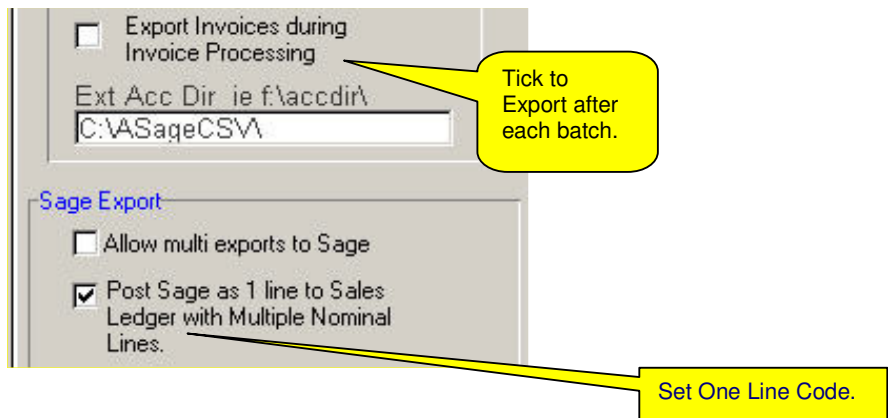 Export Invoices during
Invoice Processing
Ext Acc Dir ie f:\accdir\
C:\ASageCSV\
Tick to
Export after
each batch.
Sage Export
Allow multi exports to Sage
Post Sage as 1 line to Sales
Ledger with Multiple Nominal
Lines.
Set One Line Code.